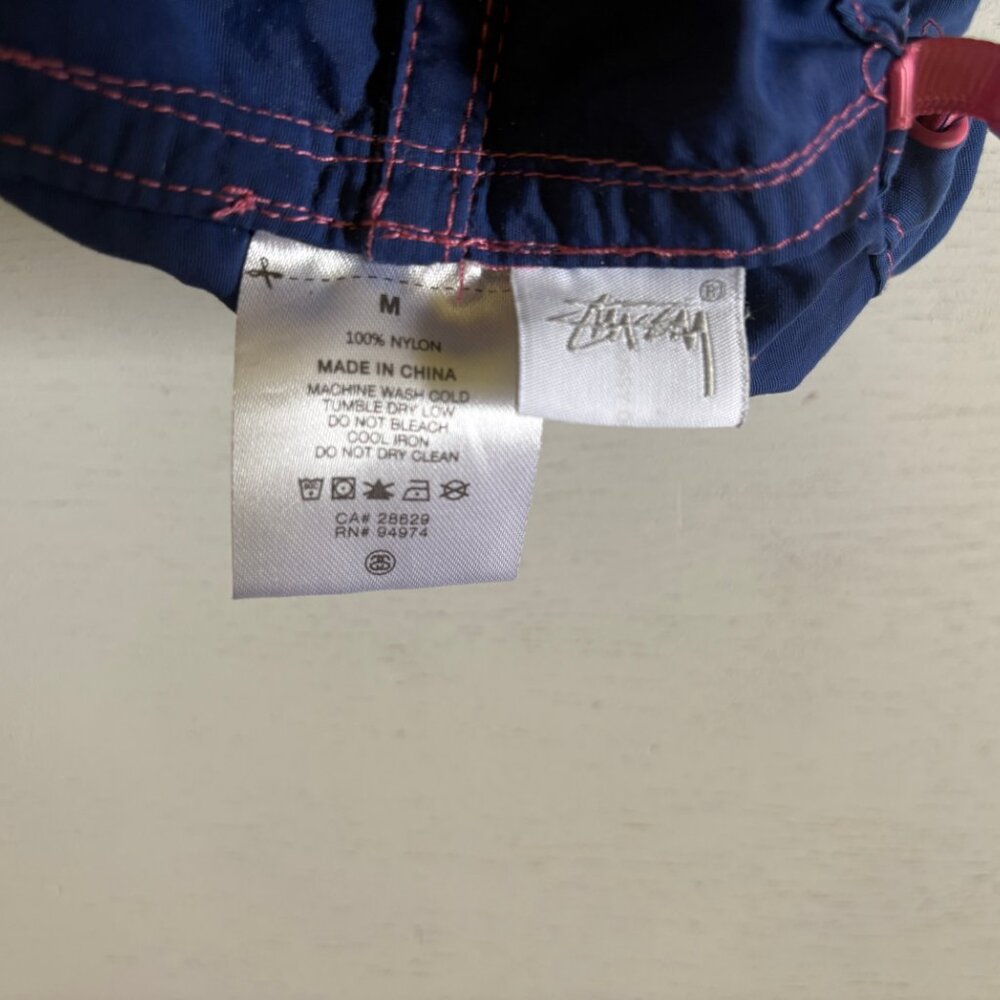 M
100% NYLON
MADE IN CHINA
MACHINE WASH COLD
TUMBLE DRY LOW
DO NOT BLEACH
COOL IRON
DO NOT DRY CLEAN
CA# 28629
RN# 94974
Stüssy ®